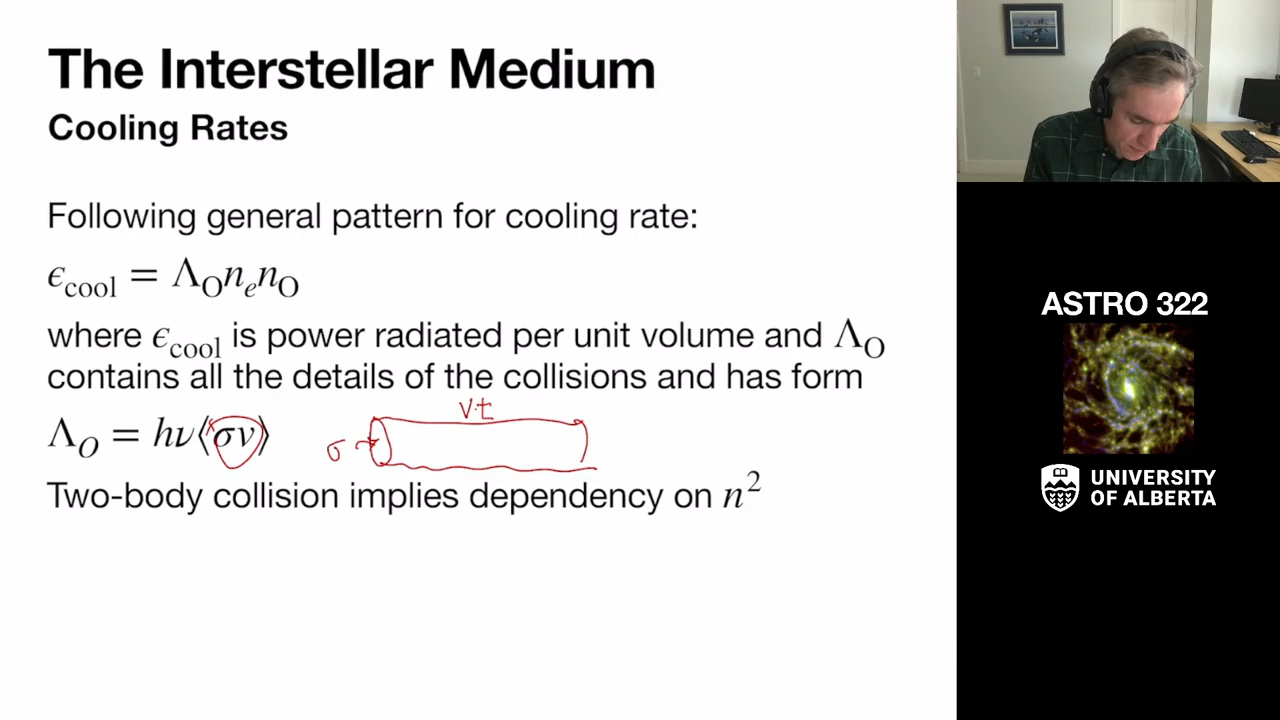 The Interstellar Medium
Cooling Rates
Following general pattern for cooling rate:
ϵ_cool = Λ_O n_e n_O
where ϵ_cool is power radiated per unit volume and Λ_O
contains all the details of the collisions and has form
v·t
Λ_O = hν⟨σv⟩
σ
Two-body collision implies dependency on n²
ASTRO 322
UNIVERSITY
OF ALBERTA